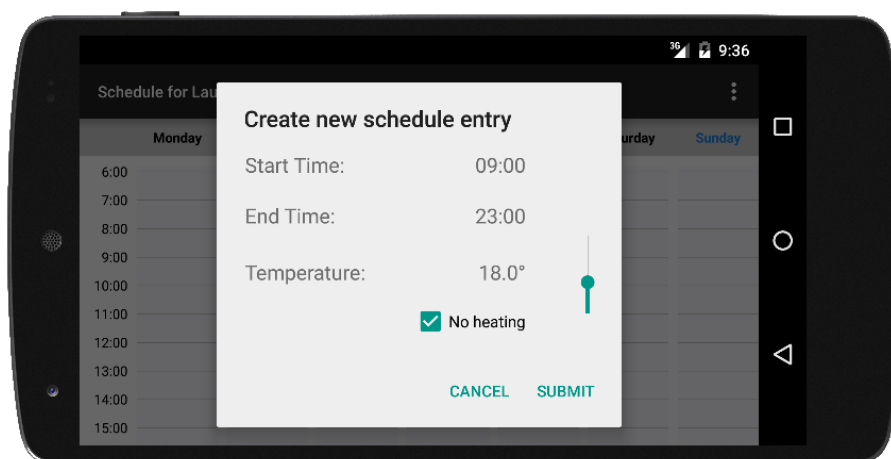 3G 9:36
Schedule for Lau
Create new schedule entry
Monday
urday Sunday
Start Time: 09:00
End Time: 23:00
Temperature: 18.0°
No heating
CANCEL SUBMIT
6:00
7:00
8:00
9:00
10:00
11:00
12:00
13:00
14:00
15:00